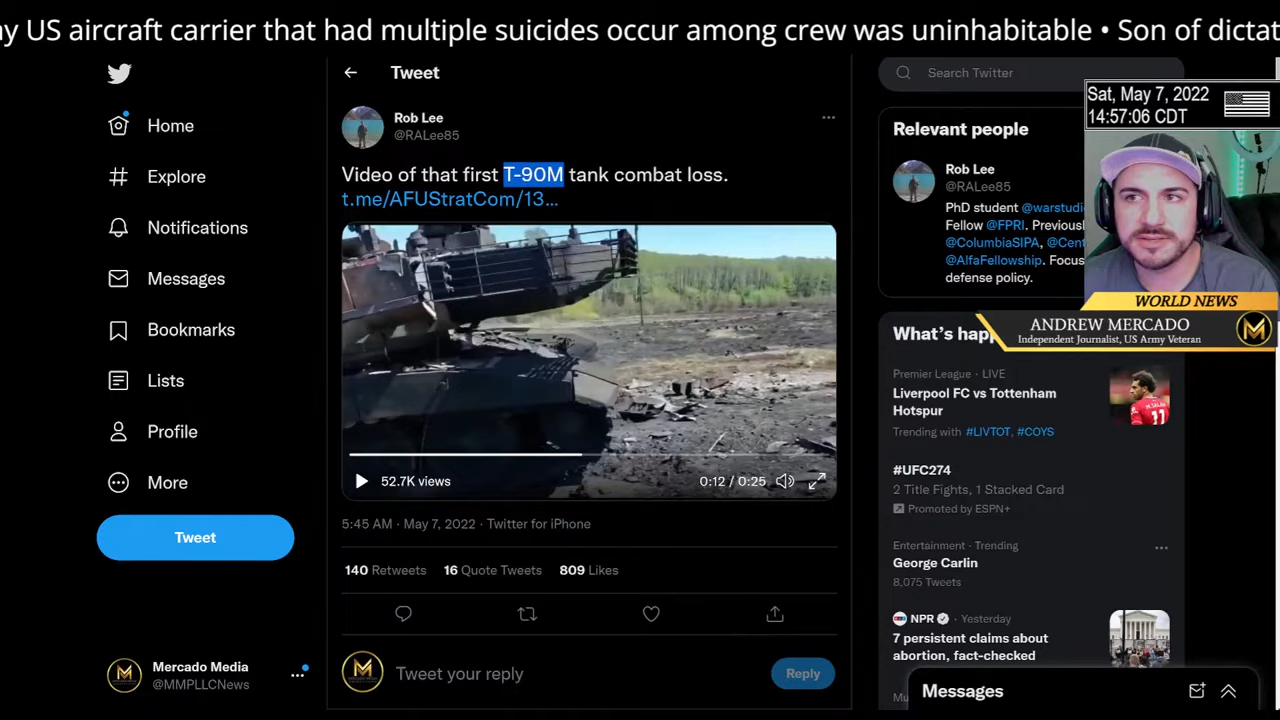 y US aircraft carrier that had multiple suicides occur among crew was uninhabitable • Son of dictat
Home
Explore
Notifications
Messages
Bookmarks
Lists
Profile
More
Tweet
Mercado Media
@MMPLLCNews
Tweet
Rob Lee
@RALee85
Video of that first T-90M tank combat loss.
t.me/AFUStratCom/13…
52.7K views
0:12 / 0:25
5:45 AM · May 7, 2022 · Twitter for iPhone
140 Retweets 16 Quote Tweets 809 Likes
Tweet your reply
Reply
Search Twitter
Relevant people
Rob Lee
@RALee85
PhD student @warstudi
Fellow @FPRI. Previousl
@ColumbiaSIPA, @Cent
@AlfaFellowship. Focus
defense policy.
Sat, May 7, 2022
14:57:06 CDT
WORLD NEWS
ANDREW MERCADO
Independent Journalist, US Army Veteran
What's hap
Premier League · LIVE
Liverpool FC vs Tottenham
Hotspur
Trending with #LIVTOT, #COYS
#UFC274
2 Title Fights, 1 Stacked Card
Promoted by ESPN+
Entertainment · Trending
George Carlin
8,075 Tweets
NPR · Yesterday
7 persistent claims about
abortion, fact-checked
Mu
Messages